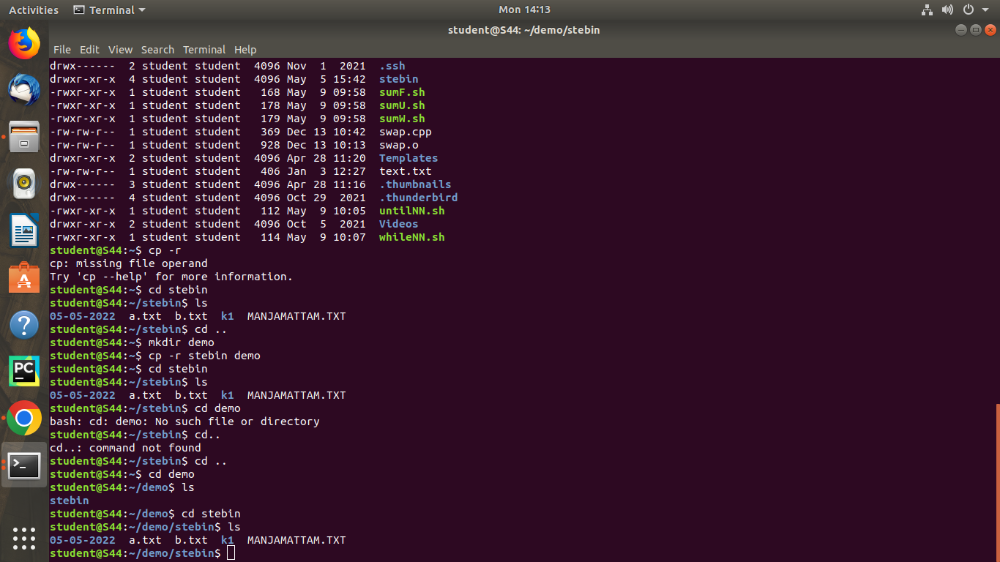 Activities Terminal Mon 14:13
student@S44: ~/demo/stebin
File Edit View Search Terminal Help
drwx------  2 student student  4096 Nov  1  2021  .ssh
drwxr-xr-x  4 student student  4096 May  5 15:42  stebin
-rwxr-xr-x  1 student student   168 May  9 09:58  sumF.sh
-rwxr-xr-x  1 student student   178 May  9 09:58  sumU.sh
-rwxr-xr-x  1 student student   179 May  9 09:58  sumW.sh
-rw-rw-r--  1 student student   369 Dec 13 10:42  swap.cpp
-rw-rw-r--  1 student student   928 Dec 13 10:13  swap.o
drwxr-xr-x  2 student student  4096 Apr 28 11:20  Templates
-rw-rw-r--  1 student student   406 Jan  3 12:27  text.txt
drwx------  3 student student  4096 Apr 28 11:16  .thumbnails
drwx------  4 student student  4096 Oct 29  2021  .thunderbird
-rwxr-xr-x  1 student student   112 May  9 10:05  untilNN.sh
drwxr-xr-x  2 student student  4096 Oct  5  2021  Videos
-rwxr-xr-x  1 student student   114 May  9 10:07  whileNN.sh
student@S44:~$ cp -r
cp: missing file operand
Try 'cp --help' for more information.
student@S44:~$ cd stebin
student@S44:~/stebin$ ls
05-05-2022  a.txt  b.txt  k1  MANJAMATTAM.TXT
student@S44:~/stebin$ cd ..
student@S44:~$ mkdir demo
student@S44:~$ cp -r stebin demo
student@S44:~$ cd stebin
student@S44:~/stebin$ ls
05-05-2022  a.txt  b.txt  k1  MANJAMATTAM.TXT
student@S44:~/stebin$ cd demo
bash: cd: demo: No such file or directory
student@S44:~/stebin$ cd..
cd..: command not found
student@S44:~/stebin$ cd ..
student@S44:~$ cd demo
student@S44:~/demo$ ls
stebin
student@S44:~/demo$ cd stebin
student@S44:~/demo/stebin$ ls
05-05-2022  a.txt  b.txt  k1  MANJAMATTAM.TXT
student@S44:~/demo/stebin$
A
?
PC
>_